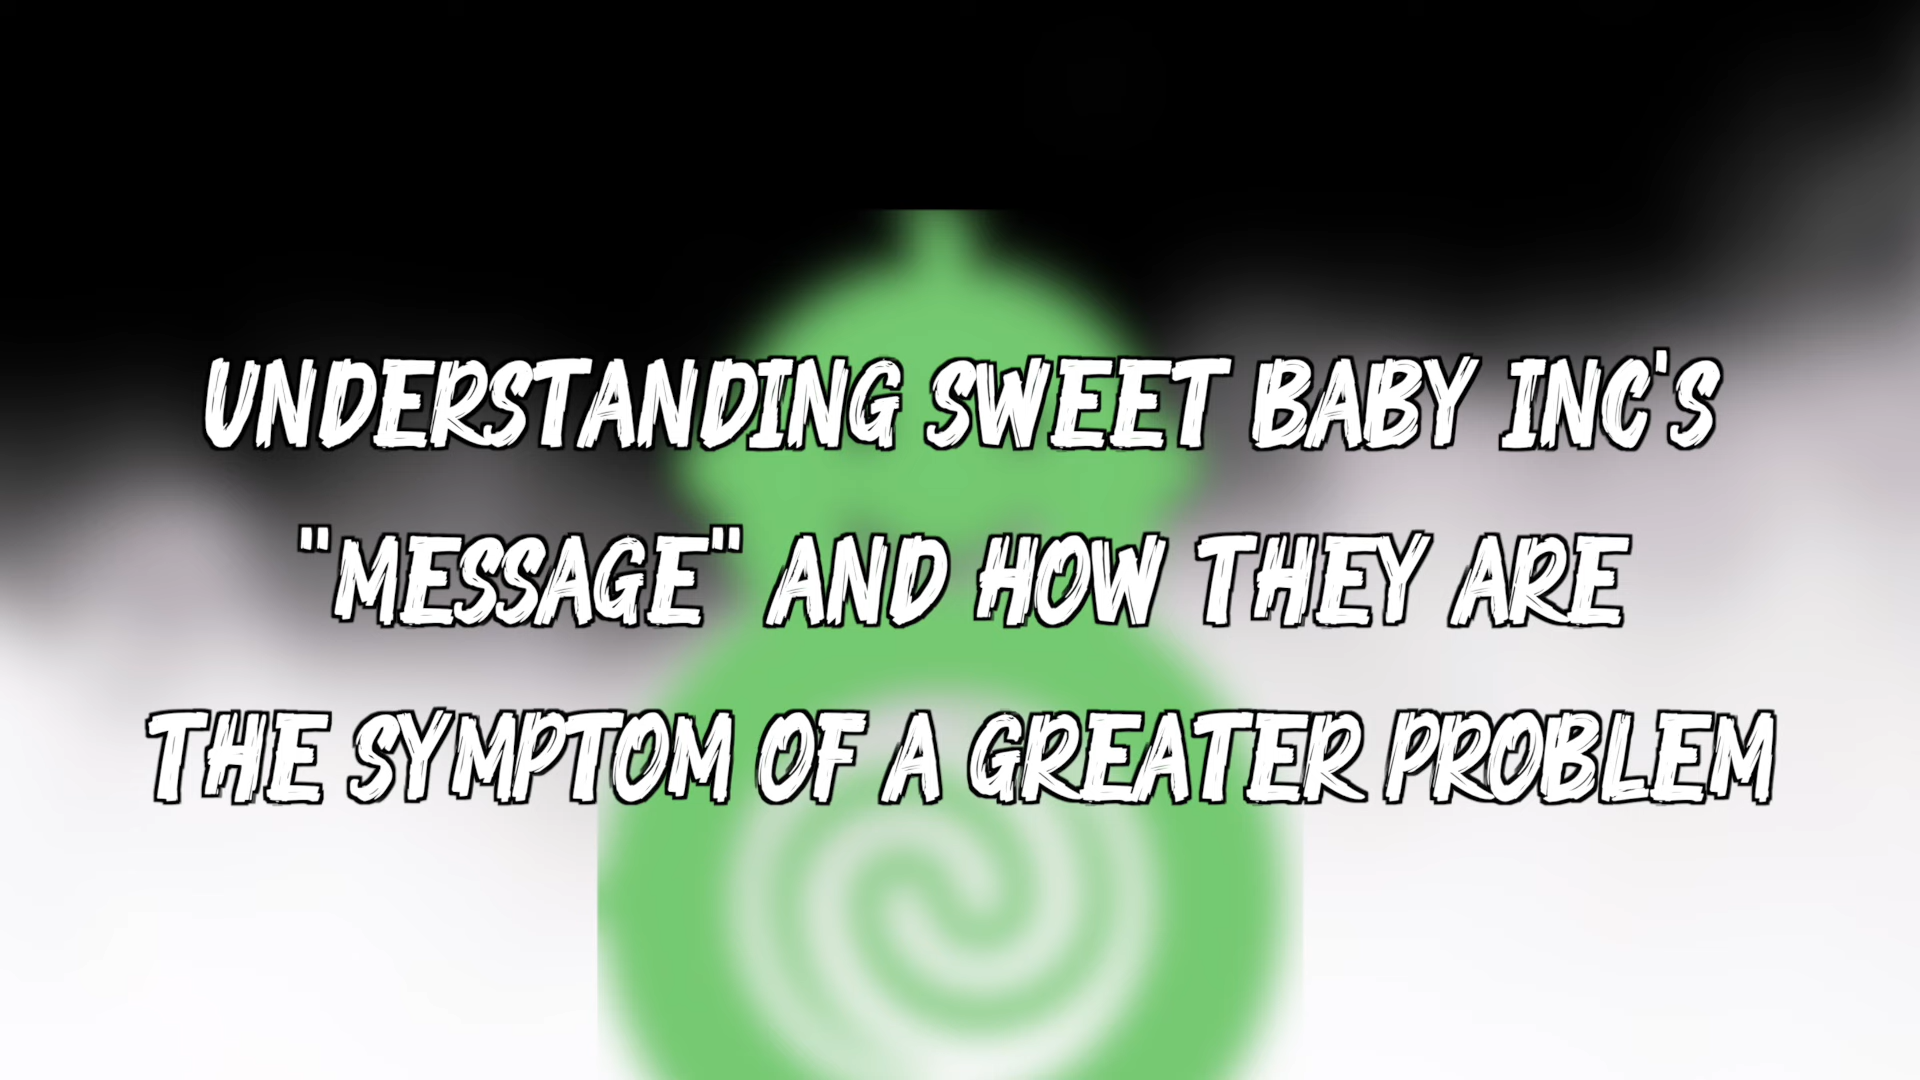 UNDERSTANDING SWEET BABY INC'S
"MESSAGE" AND HOW THEY ARE
THE SYMPTOM OF A GREATER PROBLEM